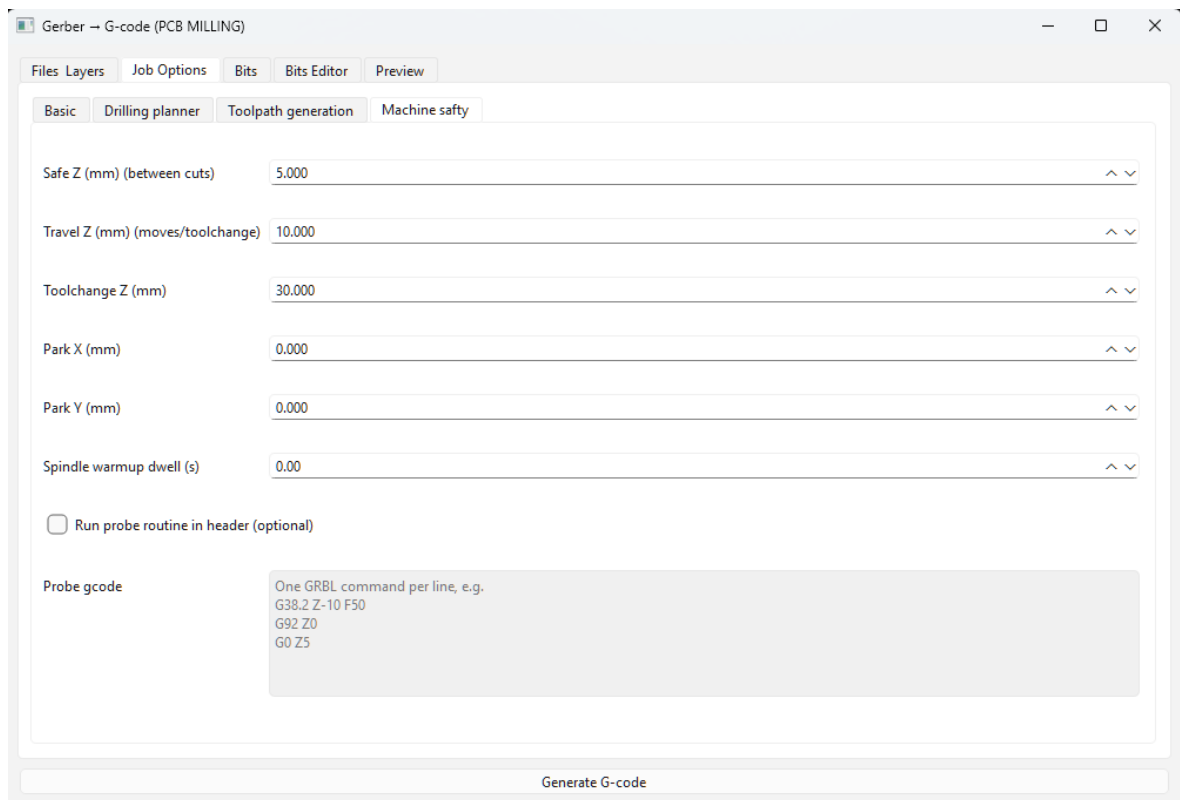 Gerber → G-code (PCB MILLING)
Files Layers Job Options Bits Bits Editor Preview
Basic Drilling planner Toolpath generation Machine safty
Safe Z (mm) (between cuts) 5.000
Travel Z (mm) (moves/toolchange) 10.000
Toolchange Z (mm) 30.000
Park X (mm) 0.000
Park Y (mm) 0.000
Spindle warmup dwell (s) 0.00
Run probe routine in header (optional)
Probe gcode
One GRBL command per line, e.g.
G38.2 Z-10 F50
G92 Z0
G0 Z5
Generate G-code